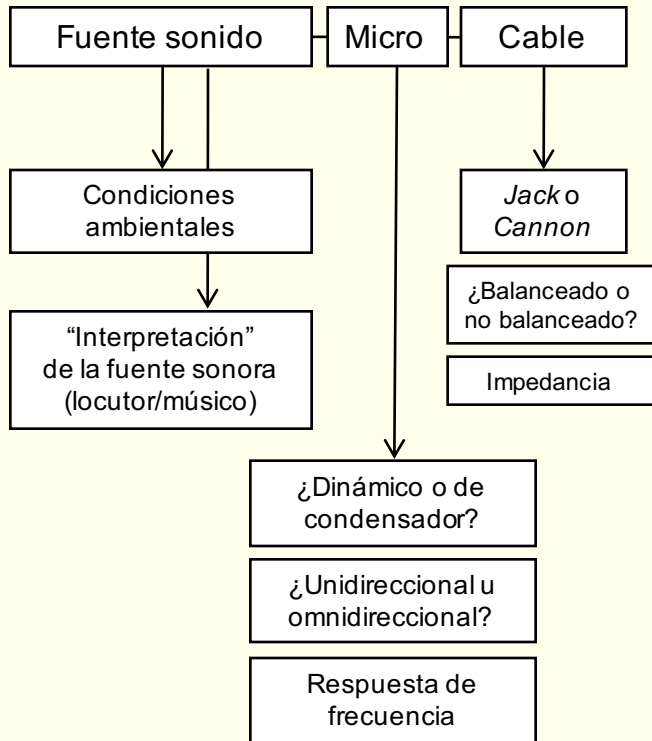 Fuente sonido
Micro
Cable
Condiciones
ambientales
Jack o
Cannon
¿Balanceado o
no balanceado?
“Interpretación”
de la fuente sonora
(locutor/músico)
Impedancia
¿Dinámico o de
condensador?
¿Unidireccional u
omnidireccional?
Respuesta de
frecuencia